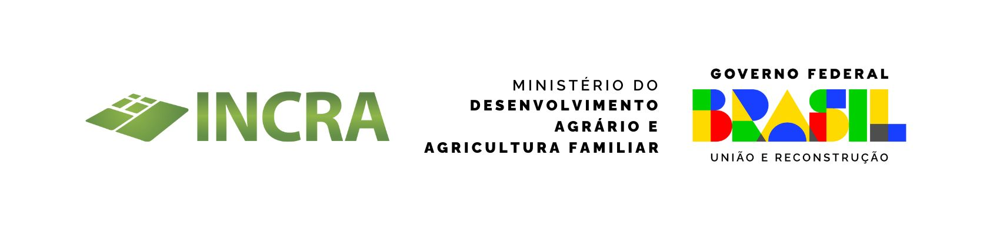 INCRA
MINISTÉRIO DO
DESENVOLVIMENTO
AGRÁRIO E
AGRICULTURA FAMILIAR
GOVERNO FEDERAL
BRASIL
UNIÃO E RECONSTRUÇÃO